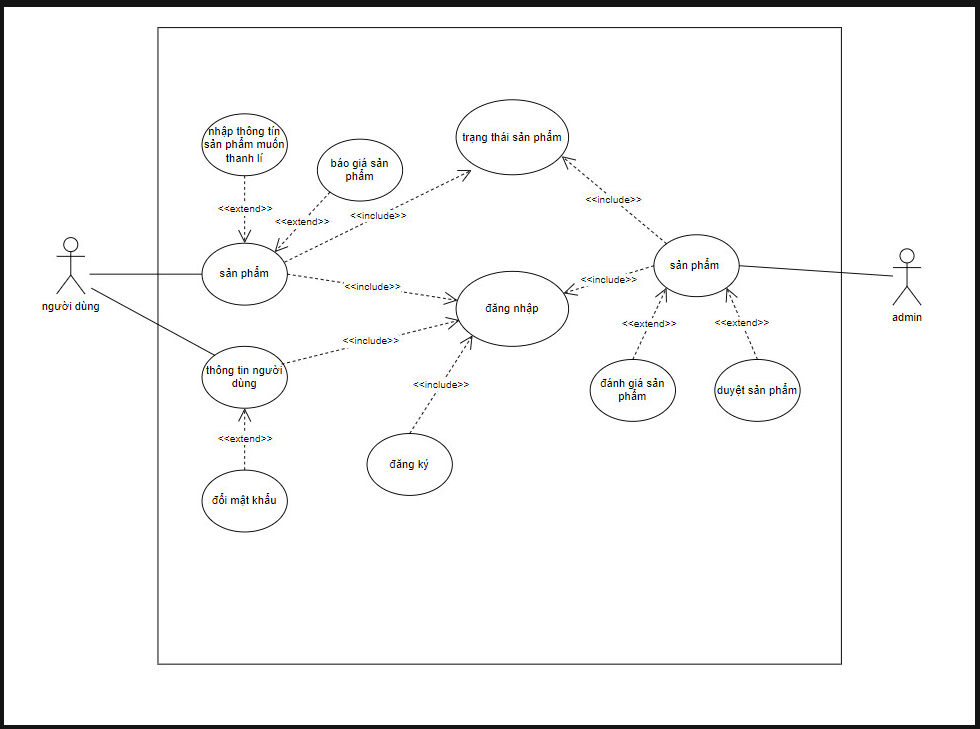 nhập thông tín
sản phẩm muốn
thanh lí
báo giá sản
phẩm
trạng thái sản phẩm
<<extend>>
<<extend>>
<<include>>
<<include>>
sản phẩm
sản phẩm
người dùng
admin
<<include>>
<<include>>
đăng nhập
<<include>>
<<extend>>
<<extend>>
thông tin người
dùng
<<include>>
đánh giá sản
phẩm
duyệt sản phẩm
<<extend>>
đăng ký
đổi mật khẩu